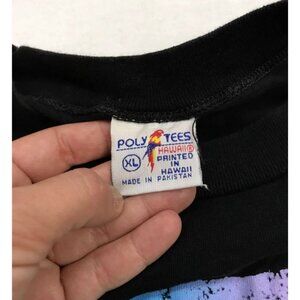 POLY TEES
HAWAII®
XL PRINTED
IN
HAWAII
MADE IN PAKISTAN